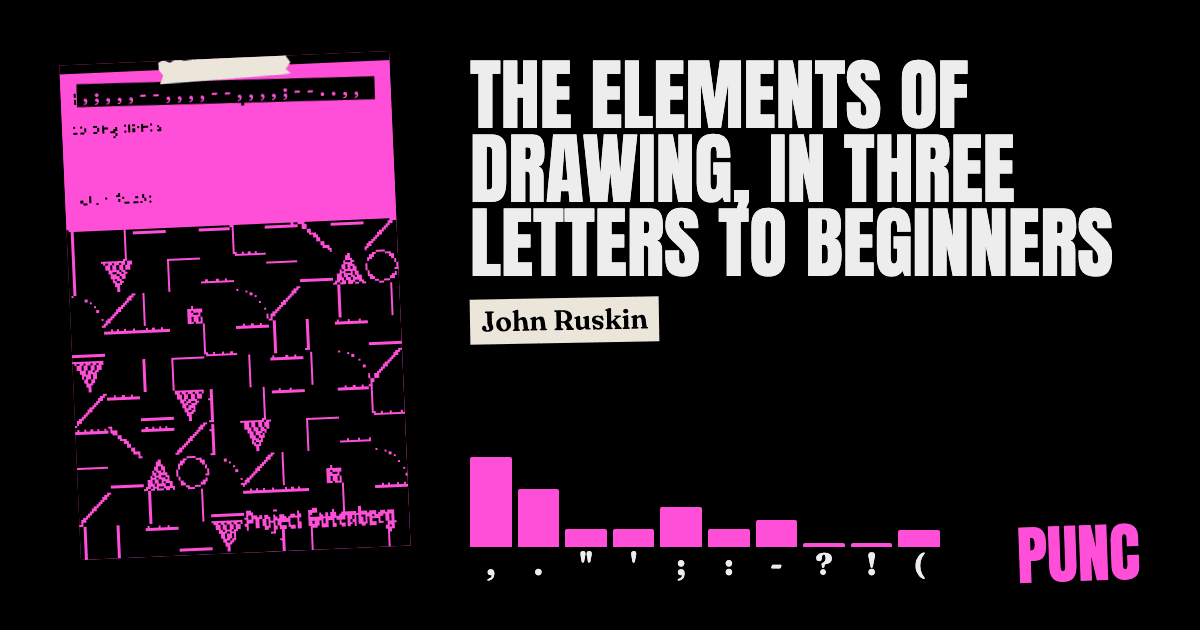 THE ELEMENTS OF
DRAWING, IN THREE
LETTERS TO BEGINNERS
John Ruskin
Project Gutenberg
, . " ' ; : - ? ! (
PUNC